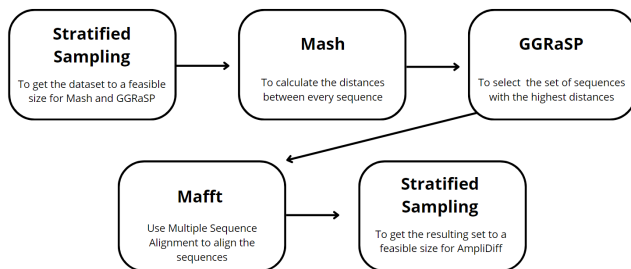 Stratified
Sampling
To get the dataset to a feasible
size for Mash and GGRaSP
Mash
To calculate the distances
between every sequence
GGRaSP
To select the set of sequences
with the highest distances
Mafft
Use Multiple Sequence
Alignment to align the
sequences
Stratified
Sampling
To get the resulting set to a
feasible size for AmpliDiff